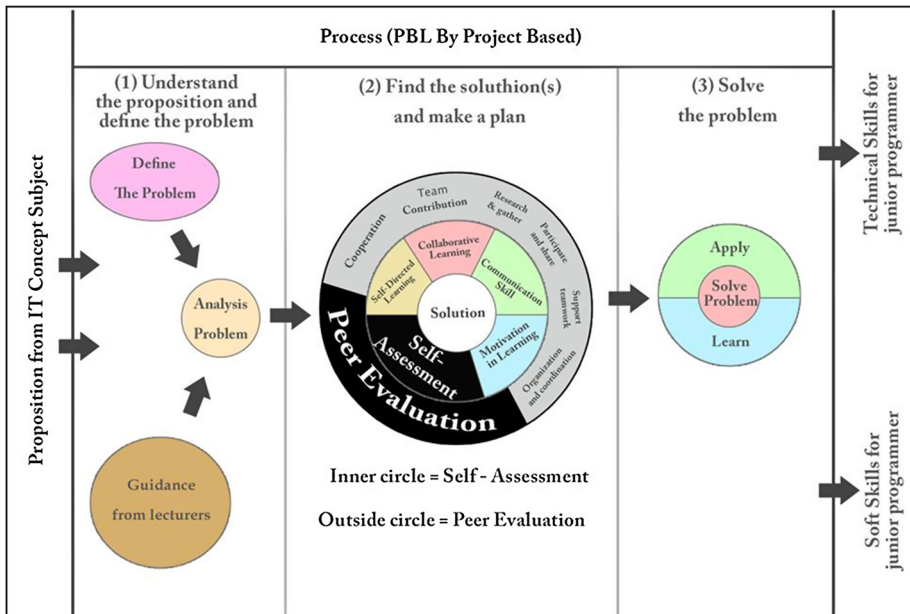 Process (PBL By Project Based)
Proposition from IT Concept Subject
(1) Understand
the proposition and
define the problem
Define
The Problem
Analysis
Problem
Guidance
from lecturers
(2) Find the soluthion(s)
and make a plan
Cooperation
Team
Contribution
Research
& gather
Participate
and share
Support
teamwork
Organization
and coordination
Peer Evaluation
Self-Directed
Learning
Collaborative
Learning
Communication
Skill
Motivation
in Learning
Self-
Assessment
Solution
Inner circle = Self - Assessment
Outside circle = Peer Evaluation
(3) Solve
the problem
Apply
Solve
Problem
Learn
Technical Skills for
junior programmer
Soft Skills for
junior programmer